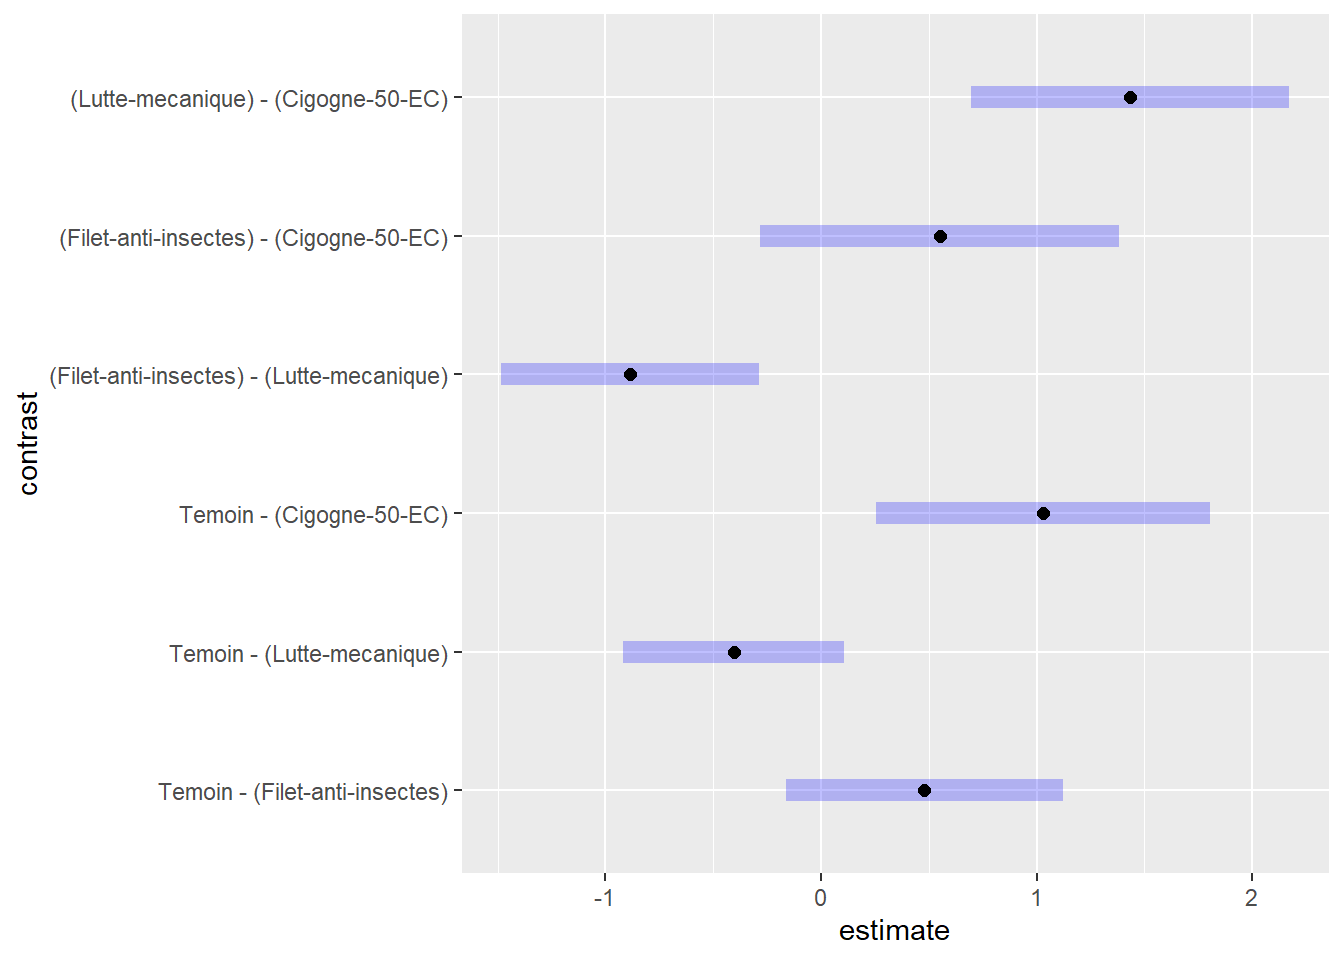 (Lutte-mecanique) - (Cigogne-50-EC)
(Filet-anti-insectes) - (Cigogne-50-EC)
(Filet-anti-insectes) - (Lutte-mecanique)
Temoin - (Cigogne-50-EC)
Temoin - (Lutte-mecanique)
Temoin - (Filet-anti-insectes)
contrast
-1 0 1 2
estimate